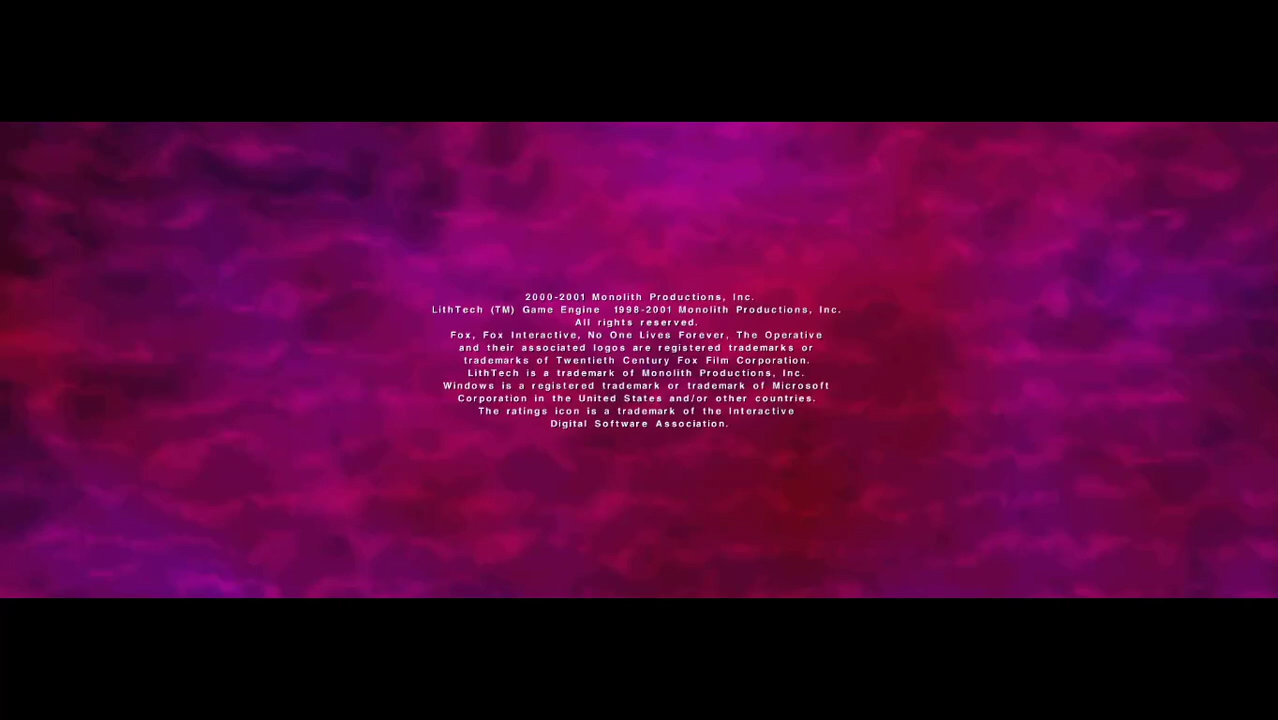 2000-2001 Monolith Productions, Inc.
LithTech (TM) Game Engine 1998-2001 Monolith Productions, Inc.
All rights reserved.
Fox, Fox Interactive, No One Lives Forever, The Operative
and their associated logos are registered trademarks or
trademarks of Twentieth Century Fox Film Corporation.
LithTech is a trademark of Monolith Productions, Inc.
Windows is a registered trademark or trademark of Microsoft
Corporation in the United States and/or other countries.
The ratings icon is a trademark of the Interactive
Digital Software Association.